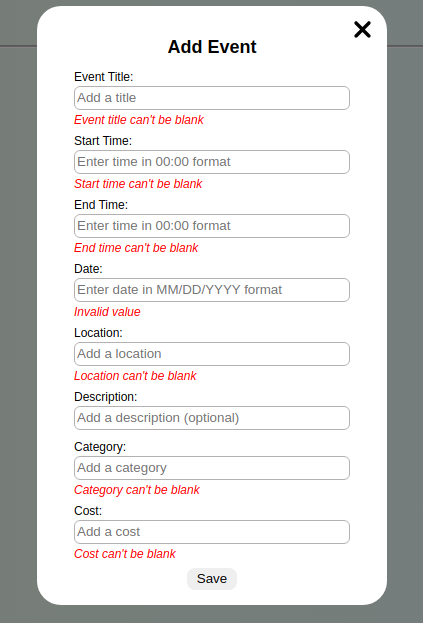 Add Event
Event Title:
Add a title
Event title can't be blank
Start Time:
Enter time in 00:00 format
Start time can't be blank
End Time:
Enter time in 00:00 format
End time can't be blank
Date:
Enter date in MM/DD/YYYY format
Invalid value
Location:
Add a location
Location can't be blank
Description:
Add a description (optional)
Category:
Add a category
Category can't be blank
Cost:
Add a cost
Cost can't be blank
Save